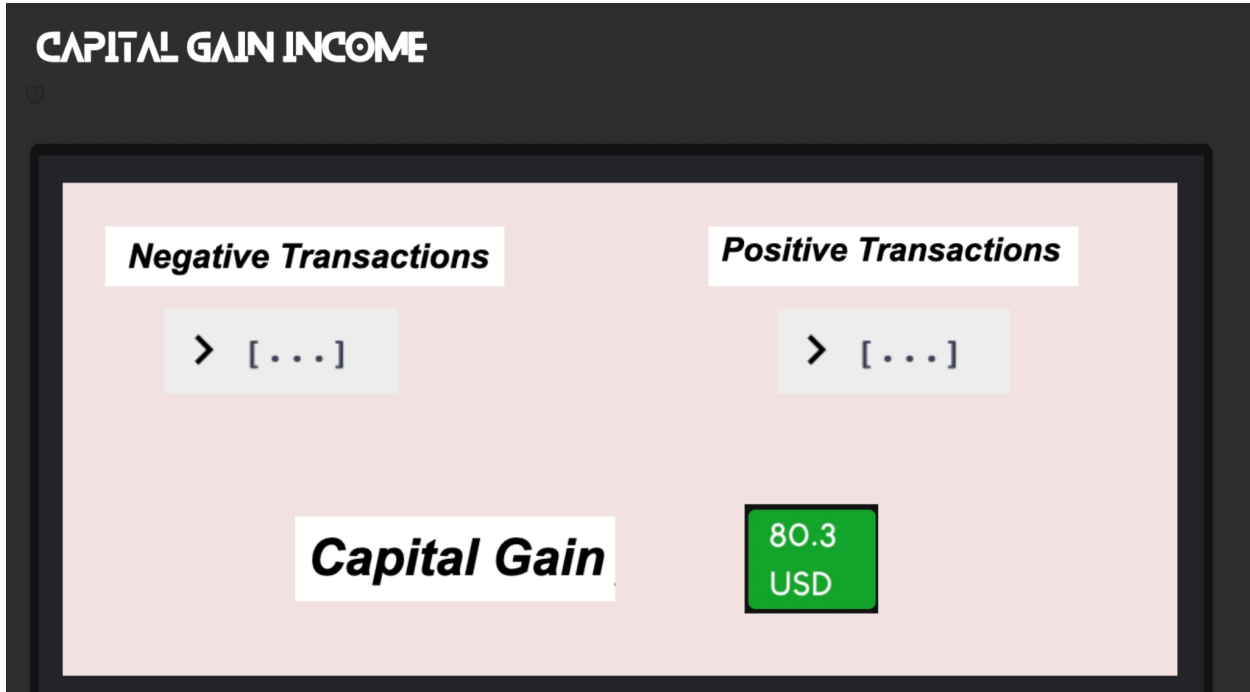 CAPITAL GAIN INCOME
(?)
Negative Transactions
Positive Transactions
> [...]
> [...]
Capital Gain
80.3
USD